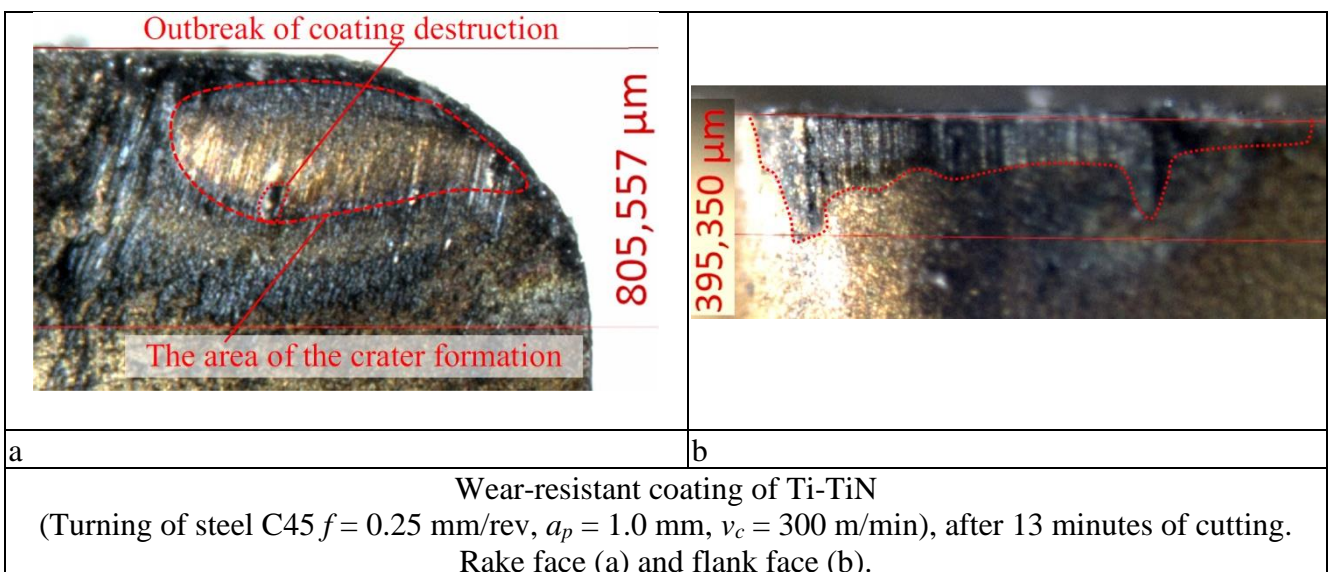 Outbreak of coating destruction
805,557 µm
The area of the crater formation
395,350 µm
a
b
Wear-resistant coating of Ti-TiN
(Turning of steel C45 f = 0.25 mm/rev, ap = 1.0 mm, vc = 300 m/min), after 13 minutes of cutting.
Rake face (a) and flank face (b).